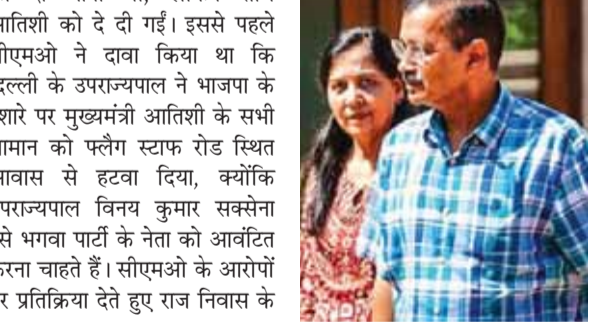 आतिशी को दे दी गईं। इससे पहले
सीएमओ ने दावा किया था कि
दिल्ली के उपराज्यपाल ने भाजपा के
इशारे पर मुख्यमंत्री आतिशी के सभी
सामान को फ्लैग स्टाफ रोड स्थित
आवास से हटवा दिया, क्योंकि
उपराज्यपाल विनय कुमार सक्सेना
इसे भगवा पार्टी के नेता को आवंटित
करना चाहते हैं। सीएमओ के आरोपों
पर प्रतिक्रिया देते हुए राज निवास के